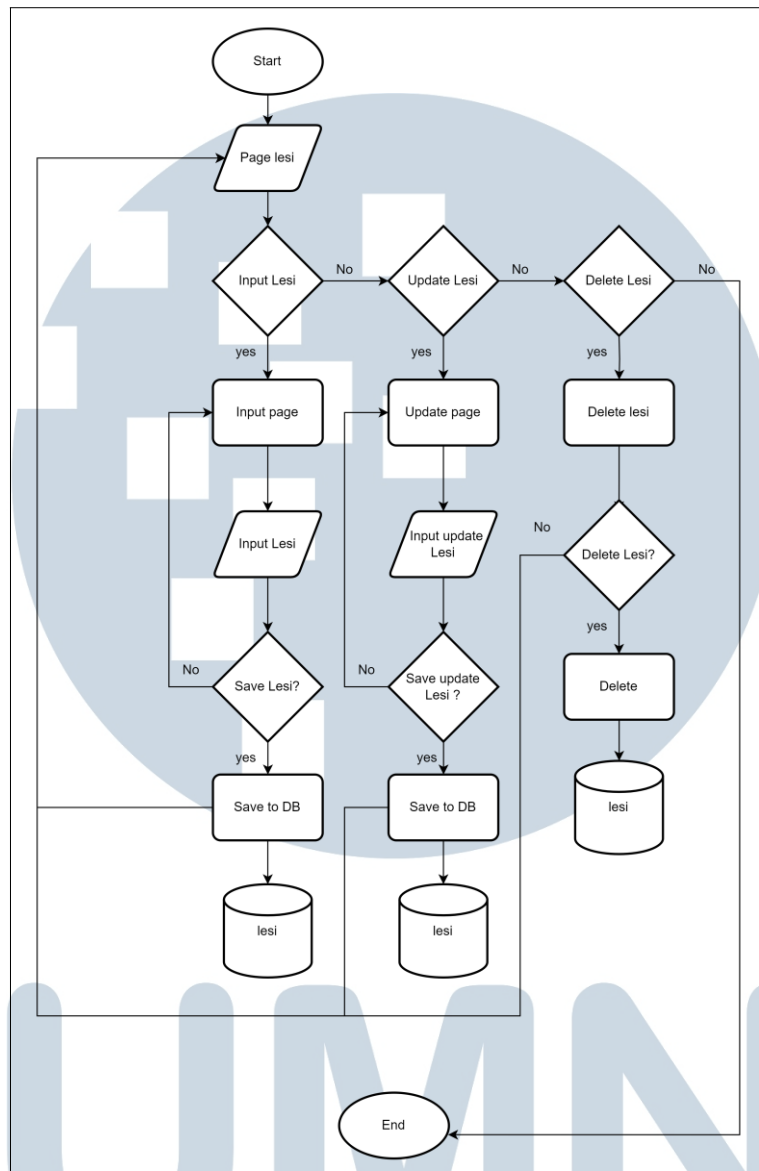 Start
Page lesi
Input Lesi
No
Update Lesi
No
Delete Lesi
No
yes
yes
yes
Input page
Update page
Delete lesi
Input Lesi
Input update
Lesi
No
Delete Lesi?
No
Save Lesi?
No
Save update
Lesi ?
yes
Delete
yes
yes
Save to DB
Save to DB
lesi
lesi
lesi
End
UMN